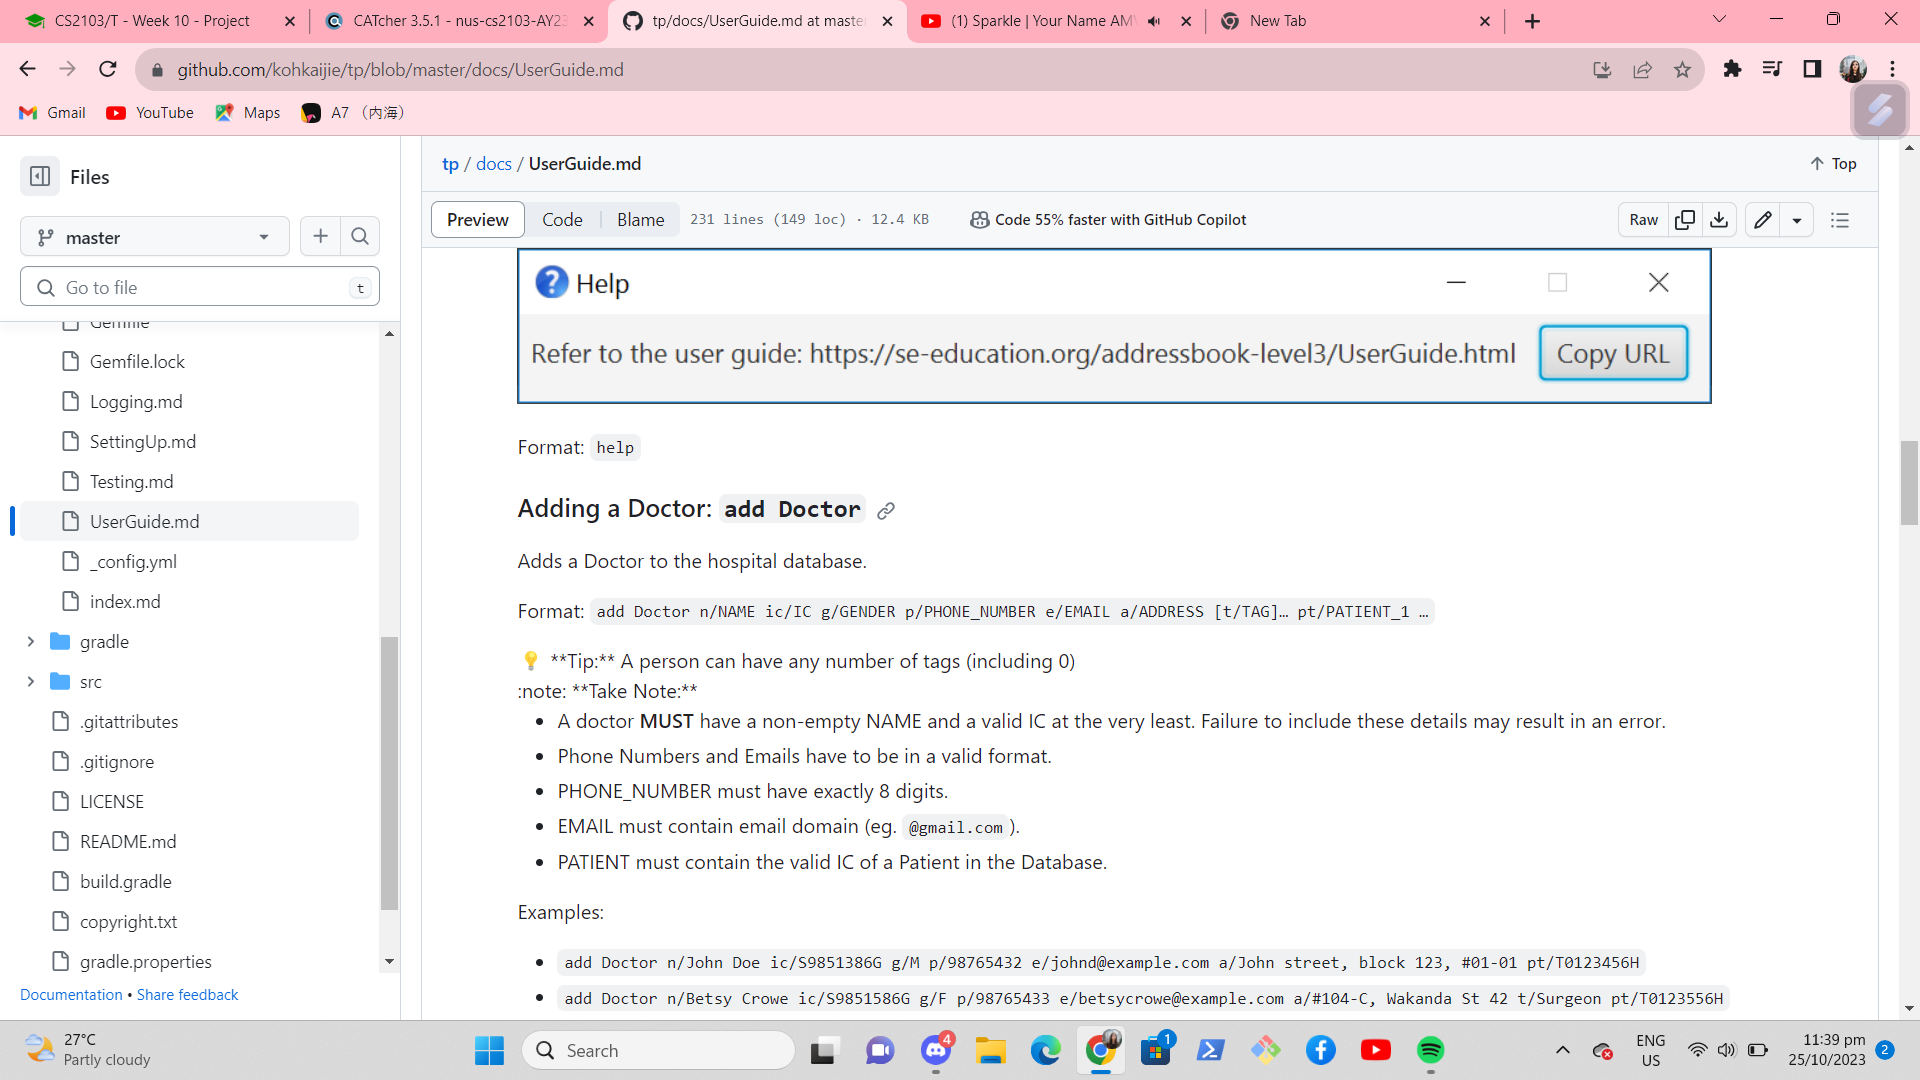 CS2103/T - Week 10 - Project
CATcher 3.5.1 - nus-cs2103-AY23
tp/docs/UserGuide.md at master
(1) Sparkle | Your Name AMV
New Tab
github.com/kohkaijie/tp/blob/master/docs/UserGuide.md
Gmail
YouTube
Maps
A7 （内海）
Files
master
Go to file
t
Gemfile
Gemfile.lock
Logging.md
SettingUp.md
Testing.md
UserGuide.md
_config.yml
index.md
gradle
src
.gitattributes
.gitignore
LICENSE
README.md
build.gradle
copyright.txt
gradle.properties
Documentation • Share feedback
tp / docs / UserGuide.md
Top
Preview
Code
Blame
231 lines (149 loc) · 12.4 KB
Code 55% faster with GitHub Copilot
Raw
Help
Refer to the user guide: https://se-education.org/addressbook-level3/UserGuide.html
Copy URL
Format: help
Adding a Doctor: add Doctor
Adds a Doctor to the hospital database.
Format: add Doctor n/NAME ic/IC g/GENDER p/PHONE_NUMBER e/EMAIL a/ADDRESS [t/TAG]… pt/PATIENT_1 …
💡 **Tip:** A person can have any number of tags (including 0)
:note: **Take Note:**
• A doctor MUST have a non-empty NAME and a valid IC at the very least. Failure to include these details may result in an error.
• Phone Numbers and Emails have to be in a valid format.
• PHONE_NUMBER must have exactly 8 digits.
• EMAIL must contain email domain (eg. @gmail.com ).
• PATIENT must contain the valid IC of a Patient in the Database.
Examples:
• add Doctor n/John Doe ic/S9851386G g/M p/98765432 e/johnd@example.com a/John street, block 123, #01-01 pt/T0123456H
• add Doctor n/Betsy Crowe ic/S9851586G g/F p/98765433 e/betsycrowe@example.com a/#104-C, Wakanda St 42 t/Surgeon pt/T0123556H
27°C
Partly cloudy
Search
4
1
ENG
US
11:39 pm
25/10/2023
2